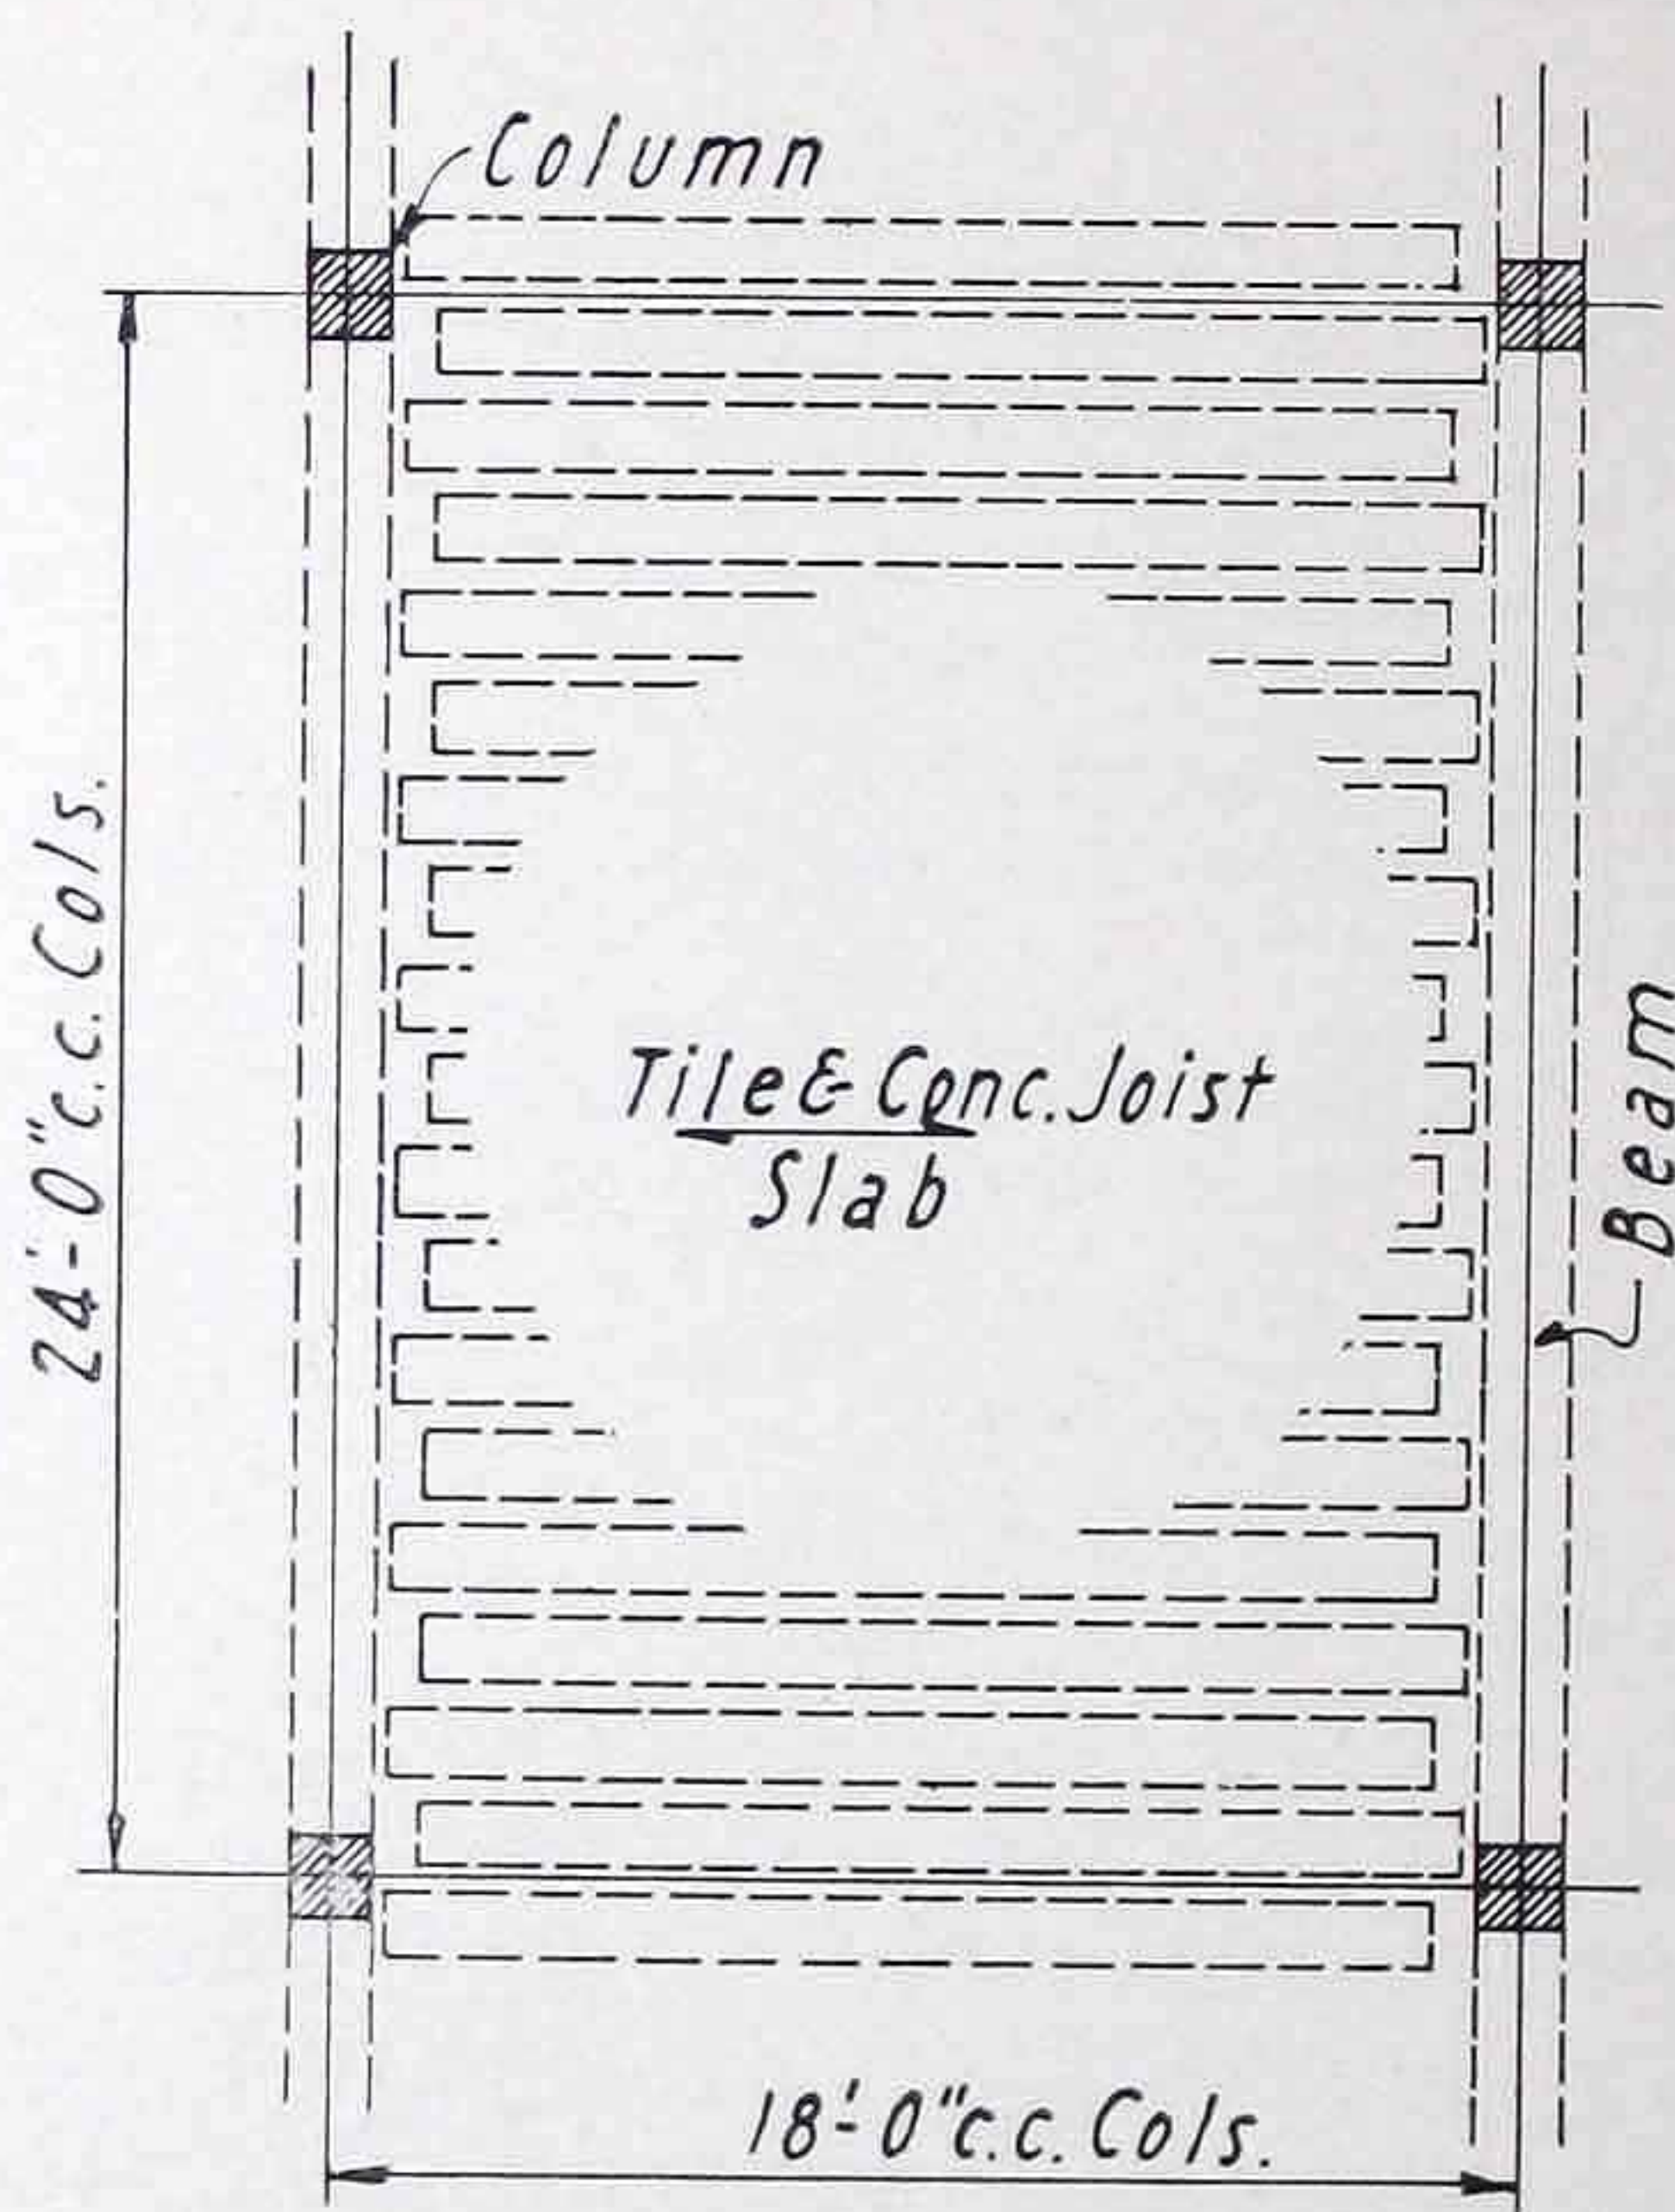 Column
24'-0"c.c.Cols.
Tile & Conc. Joist
Slab
Beam
18'-0"c.c. Cols.